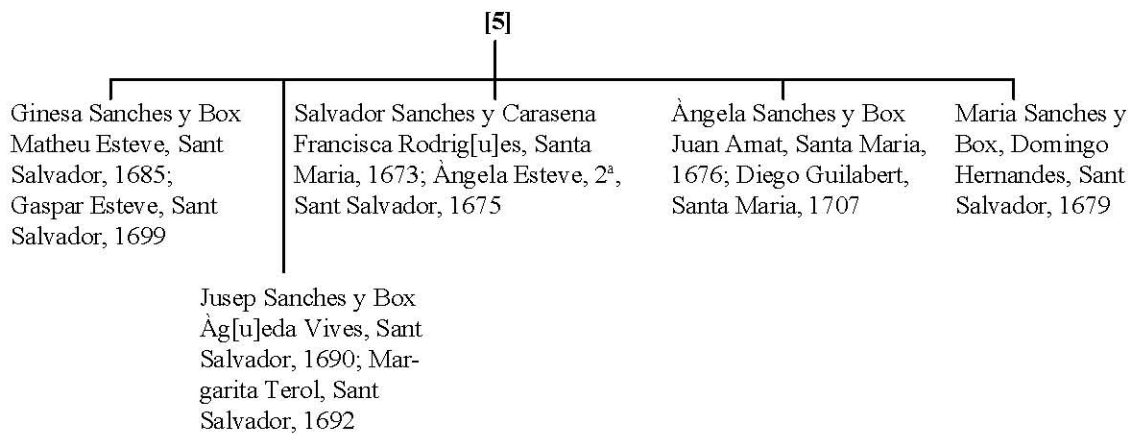 [5]
Ginesa Sanches y Box
Matheu Esteve, Sant
Salvador, 1685;
Gaspar Esteve, Sant
Salvador, 1699
Salvador Sanches y Carasena
Francisca Rodrig[u]es, Santa
Maria, 1673; Àngela Esteve, 2ª,
Sant Salvador, 1675
Àngela Sanches y Box
Juan Amat, Santa Maria,
1676; Diego Guilabert,
Santa Maria, 1707
Maria Sanches y
Box, Domingo
Hernandes, Sant
Salvador, 1679
Jusep Sanches y Box
Àg[u]eda Vives, Sant
Salvador, 1690; Mar-
garita Terol, Sant
Salvador, 1692